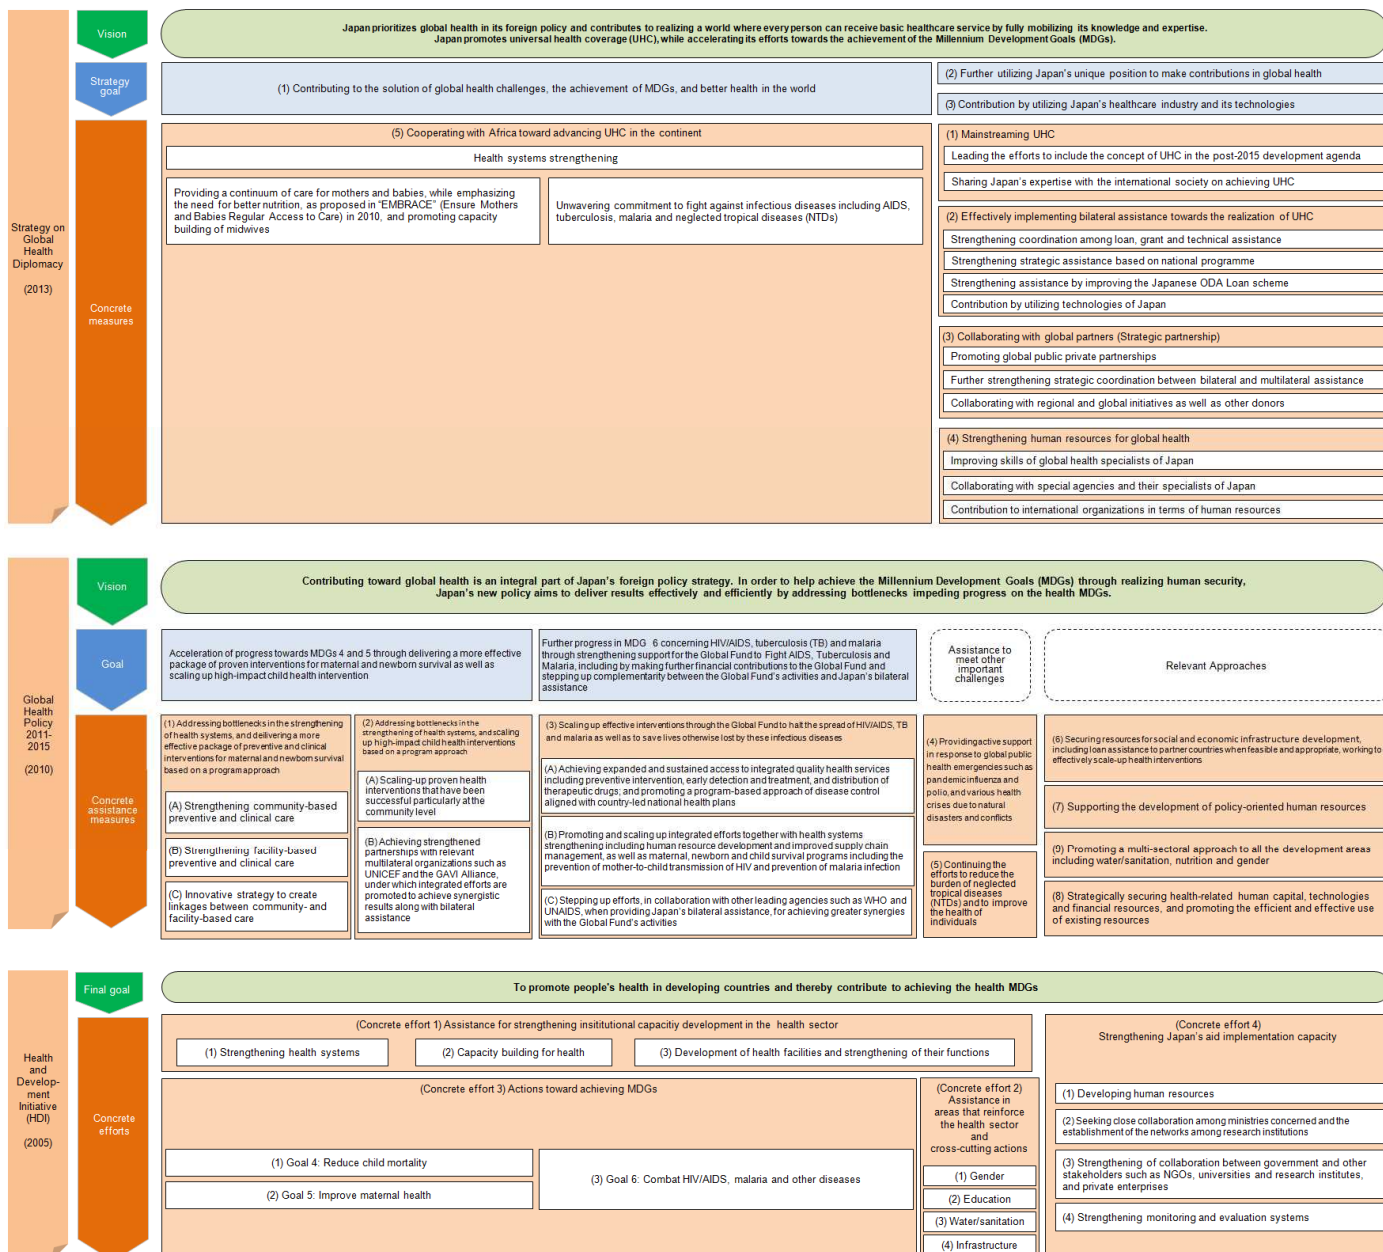 Strategy on
Global
Health
Diplomacy
(2013)
Vision
Japan prioritizes global health in its foreign policy and contributes to realizing a world where every person can receive basic healthcare service by fully mobilizing its knowledge and expertise.
Japan promotes universal health coverage (UHC), while accelerating its efforts towards the achievement of the Millennium Development Goals (MDGs).
Strategy
goal
(1) Contributing to the solution of global health challenges, the achievement of MDGs, and better health in the world
(2) Further utilizing Japan's unique position to make contributions in global health
(3) Contribution by utilizing Japan's healthcare industry and its technologies
Concrete
measures
(5) Cooperating with Africa toward advancing UHC in the continent
Health systems strengthening
Providing a continuum of care for mothers and babies, while emphasizing
the need for better nutrition, as proposed in "EMBRACE" (Ensure Mothers
and Babies Regular Access to Care) in 2010, and promoting capacity
building of midwives
Unwavering commitment to fight against infectious diseases including AIDS,
tuberculosis, malaria and neglected tropical diseases (NTDs)
(1) Mainstreaming UHC
Leading the efforts to include the concept of UHC in the post-2015 development agenda
Sharing Japan's expertise with the international society on achieving UHC
(2) Effectively implementing bilateral assistance towards the realization of UHC
Strengthening coordination among loan, grant and technical assistance
Strengthening strategic assistance based on national programme
Strengthening assistance by improving the Japanese ODA Loan scheme
Contribution by utilizing technologies of Japan
(3) Collaborating with global partners (Strategic partnership)
Promoting global public private partnerships
Further strengthening strategic coordination between bilateral and multilateral assistance
Collaborating with regional and global initiatives as well as other donors
(4) Strengthening human resources for global health
Improving skills of global health specialists of Japan
Collaborating with special agencies and their specialists of Japan
Contribution to international organizations in terms of human resources
Global
Health
Policy
2011-
2015
(2010)
Vision
Contributing toward global health is an integral part of Japan's foreign policy strategy. In order to help achieve the Millennium Development Goals (MDGs) through realizing human security,
Japan's new policy aims to deliver results effectively and efficiently by addressing bottlenecks impeding progress on the health MDGs.
Goal
Acceleration of progress towards MDGs 4 and 5 through delivering a more effective
package of proven interventions for maternal and newborn survival as well as
scaling up high-impact child health intervention
Further progress in MDG 6 concerning HIV/AIDS, tuberculosis (TB) and malaria
through strengthening support for the Global Fund to Fight AIDS, Tuberculosis and
Malaria, including by making further financial contributions to the Global Fund and
stepping up complementarity between the Global Fund's activities and Japan's bilateral
assistance
Assistance to
meet other
important
challenges
Relevant Approaches
Concrete
assistance
measures
(1) Addressing bottlenecks in the strengthening
of health systems, and delivering a more
effective package of preventive and clinical
interventions for maternal and newborn survival
based on a program approach
(A) Strengthening community-based
preventive and clinical care
(B) Strengthening facility-based
preventive and clinical care
(C) Innovative strategy to create
linkages between community- and
facility-based care
(2) Addressing bottlenecks in the
strengthening of health systems, and scaling
up high-impact child health interventions
based on a program approach
(A) Scaling-up proven health
interventions that have been
successful particularly at the
community level
(B) Achieving strengthened
partnerships with relevant
multilateral organizations such as
UNICEF and the GAVI Alliance,
under which integrated efforts are
promoted to achieve synergistic
results along with bilateral
assistance
(3) Scaling up effective interventions through the Global Fund to halt the spread of HIV/AIDS, TB
and malaria as well as to save lives otherwise lost by these infectious diseases
(A) Achieving expanded and sustained access to integrated quality health services
including preventive intervention, early detection and treatment, and distribution of
therapeutic drugs; and promoting a program-based approach of disease control
aligned with country-led national health plans
(B) Promoting and scaling up integrated efforts together with health systems
strengthening including human resource development and improved supply chain
management, as well as maternal, newborn and child survival programs including the
prevention of mother-to-child transmission of HIV and prevention of malaria infection
(C) Stepping up efforts, in collaboration with other leading agencies such as WHO and
UNAIDS, when providing Japan's bilateral assistance, for achieving greater synergies
with the Global Fund's activities
(4) Providing active support
in response to global public
health emergencies such as
pandemic influenza and
polio, and various health
crises due to natural
disasters and conflicts
(5) Continuing the
efforts to reduce the
burden of neglected
tropical diseases
(NTDs) and to improve
the health of
individuals
(6) Securing resources for social and economic infrastructure development,
including loan assistance to partner countries when feasible and appropriate, working to
effectively scale-up health interventions
(7) Supporting the development of policy-oriented human resources
(9) Promoting a multi-sectoral approach to all the development areas
including water/sanitation, nutrition and gender
(8) Strategically securing health-related human capital, technologies
and financial resources, and promoting the efficient and effective use
of existing resources
Health
and
Develop-
ment
Initiative
(HDI)
(2005)
Final goal
To promote people's health in developing countries and thereby contribute to achieving the health MDGs
Concrete
efforts
(Concrete effort 1) Assistance for strengthening insititutional capacitiy development in the health sector
(1) Strengthening health systems
(2) Capacity building for health
(3) Development of health facilities and strengthening of their functions
(Concrete effort 3) Actions toward achieving MDGs
(1) Goal 4: Reduce child mortality
(2) Goal 5: Improve maternal health
(3) Goal 6: Combat HIV/AIDS, malaria and other diseases
(Concrete effort 2)
Assistance in
areas that reinforce
the health sector
and
cross-cutting actions
(1) Gender
(2) Education
(3) Water/sanitation
(4) Infrastructure
(Concrete effort 4)
Strengthening Japan's aid implementation capacity
(1) Developing human resources
(2) Seeking close collaboration among ministries concerned and the
establishment of the networks among research institutions
(3) Strengthening of collaboration between government and other
stakeholders such as NGOs, universities and research institutes,
and private enterprises
(4) Strengthening monitoring and evaluation systems